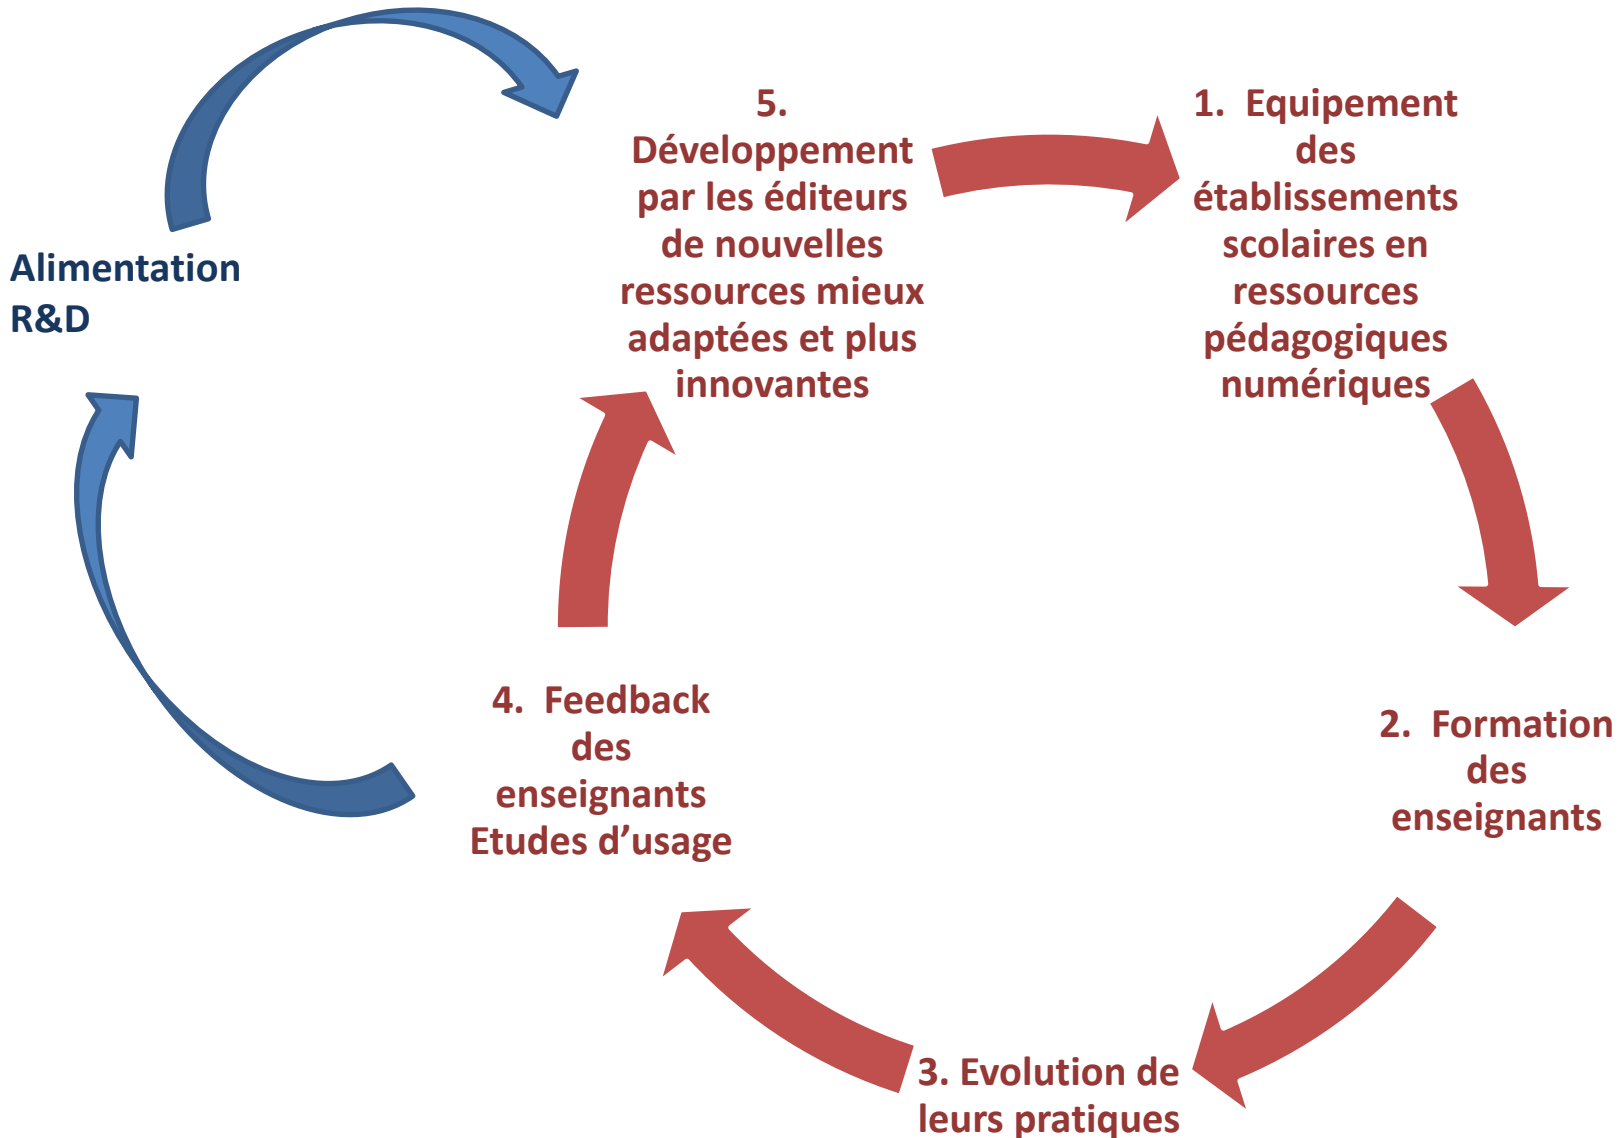 5.
Développement
par les éditeurs
de nouvelles
ressources mieux
adaptées et plus
innovantes
1. Equipement
des
établissements
scolaires en
ressources
pédagogiques
numériques
Alimentation
R&D
4. Feedback
des
enseignants
Etudes d’usage
2. Formation
des
enseignants
3. Evolution de
leurs pratiques